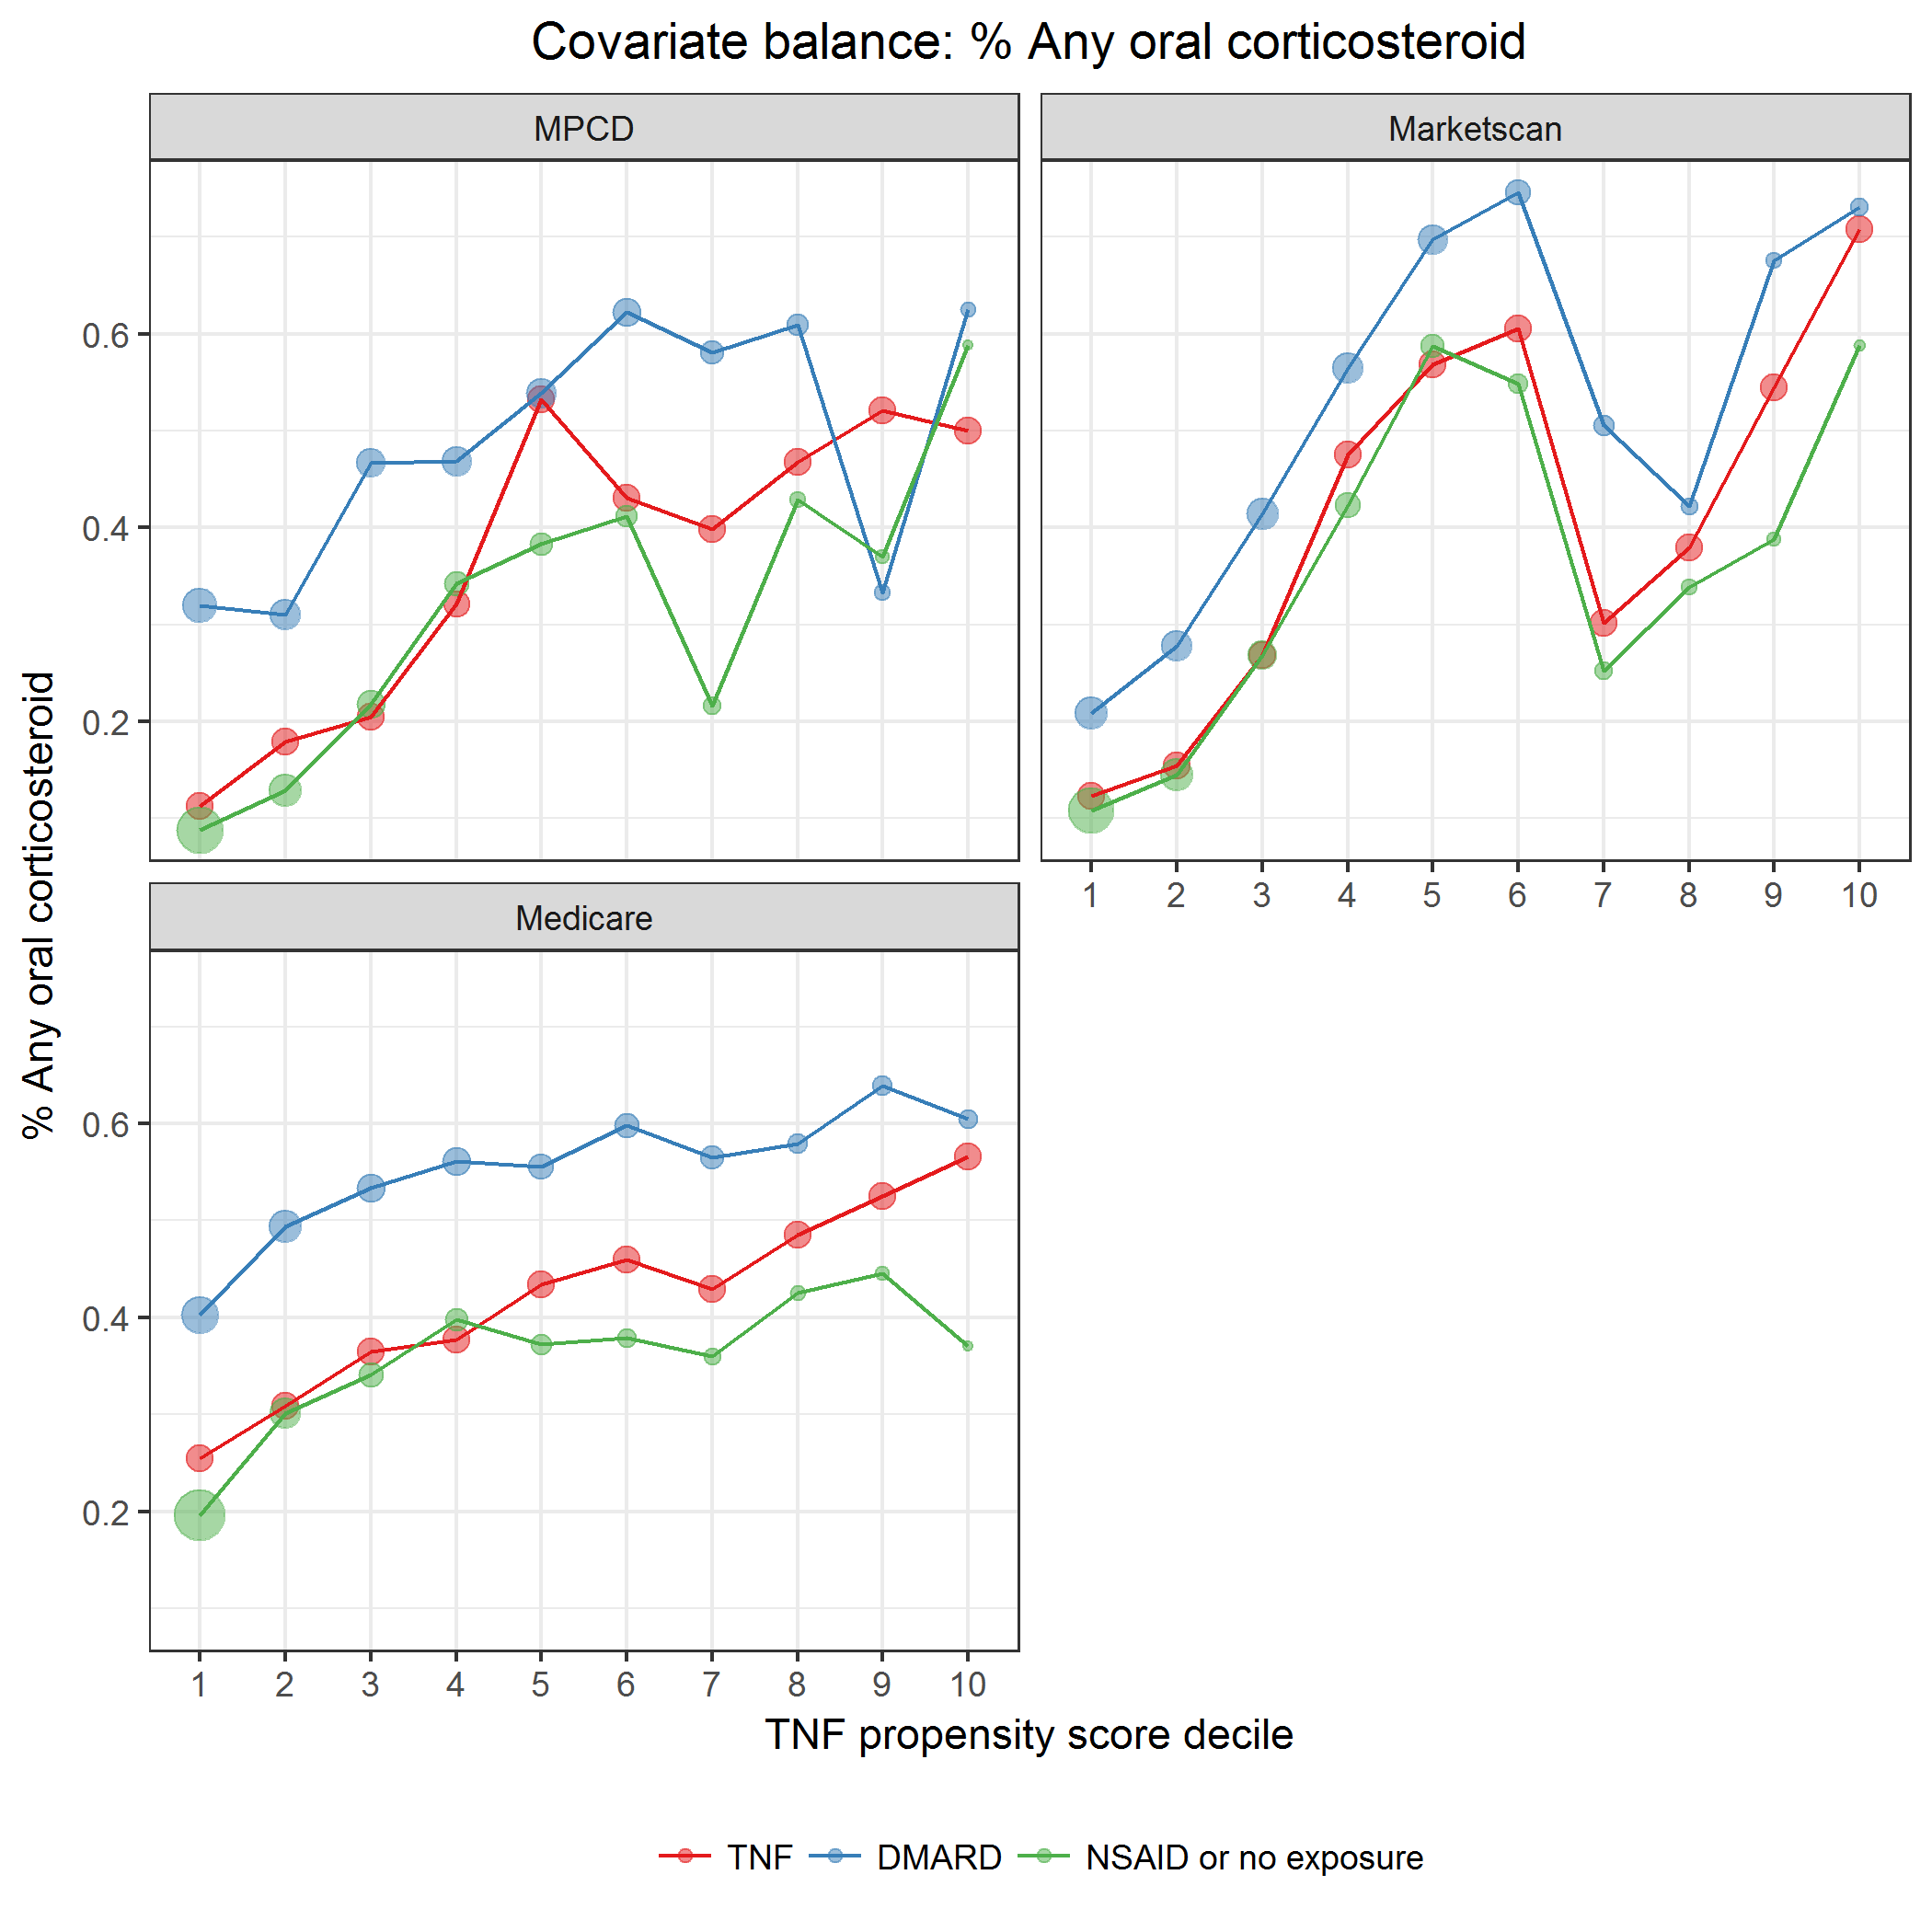 Covariate balance: % Any oral corticosteroid
MPCD
Marketscan
0.6
0.4
0.2
1 2 3 4 5 6 7 8 9 10
Medicare
0.6
0.4
0.2
1 2 3 4 5 6 7 8 9 10
% Any oral corticosteroid
TNF propensity score decile
TNF DMARD NSAID or no exposure